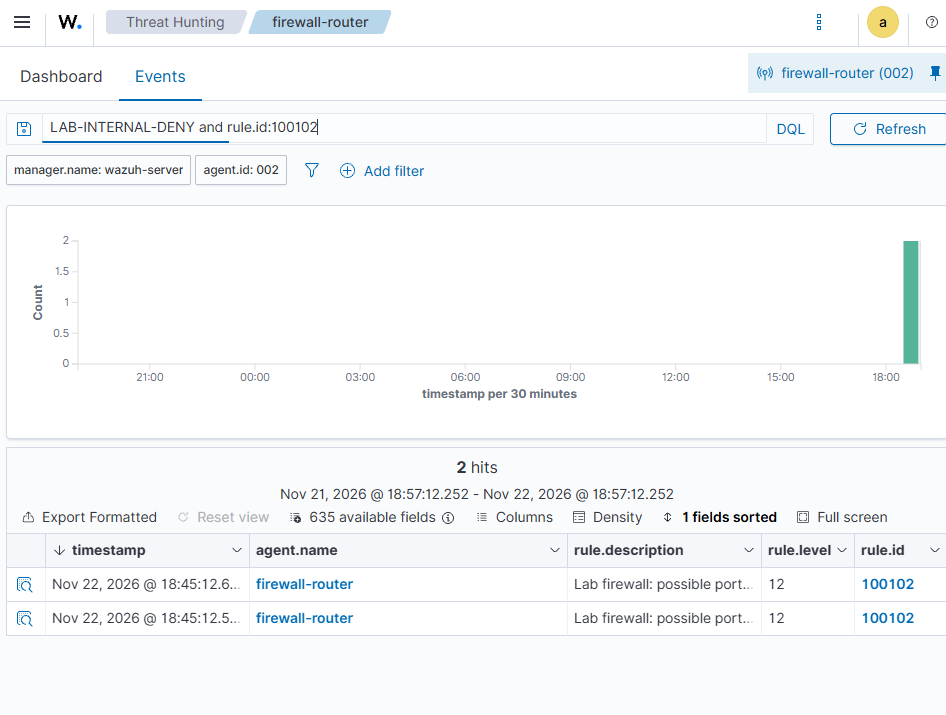 W.
Threat Hunting
firewall-router
a
Dashboard
Events
firewall-router (002)
LAB-INTERNAL-DENY and rule.id:100102
DQL
Refresh
manager.name: wazuh-server
agent.id: 002
Add filter
2
1.5
1
0.5
0
Count
21:00
00:00
03:00
06:00
09:00
12:00
15:00
18:00
timestamp per 30 minutes
2 hits
Nov 21, 2026 @ 18:57:12.252 - Nov 22, 2026 @ 18:57:12.252
Export Formatted
Reset view
635 available fields
Columns
Density
1 fields sorted
Full screen
timestamp
agent.name
rule.description
rule.level
rule.id
Nov 22, 2026 @ 18:45:12.6...
firewall-router
Lab firewall: possible port...
12
100102
Nov 22, 2026 @ 18:45:12.5...
firewall-router
Lab firewall: possible port...
12
100102